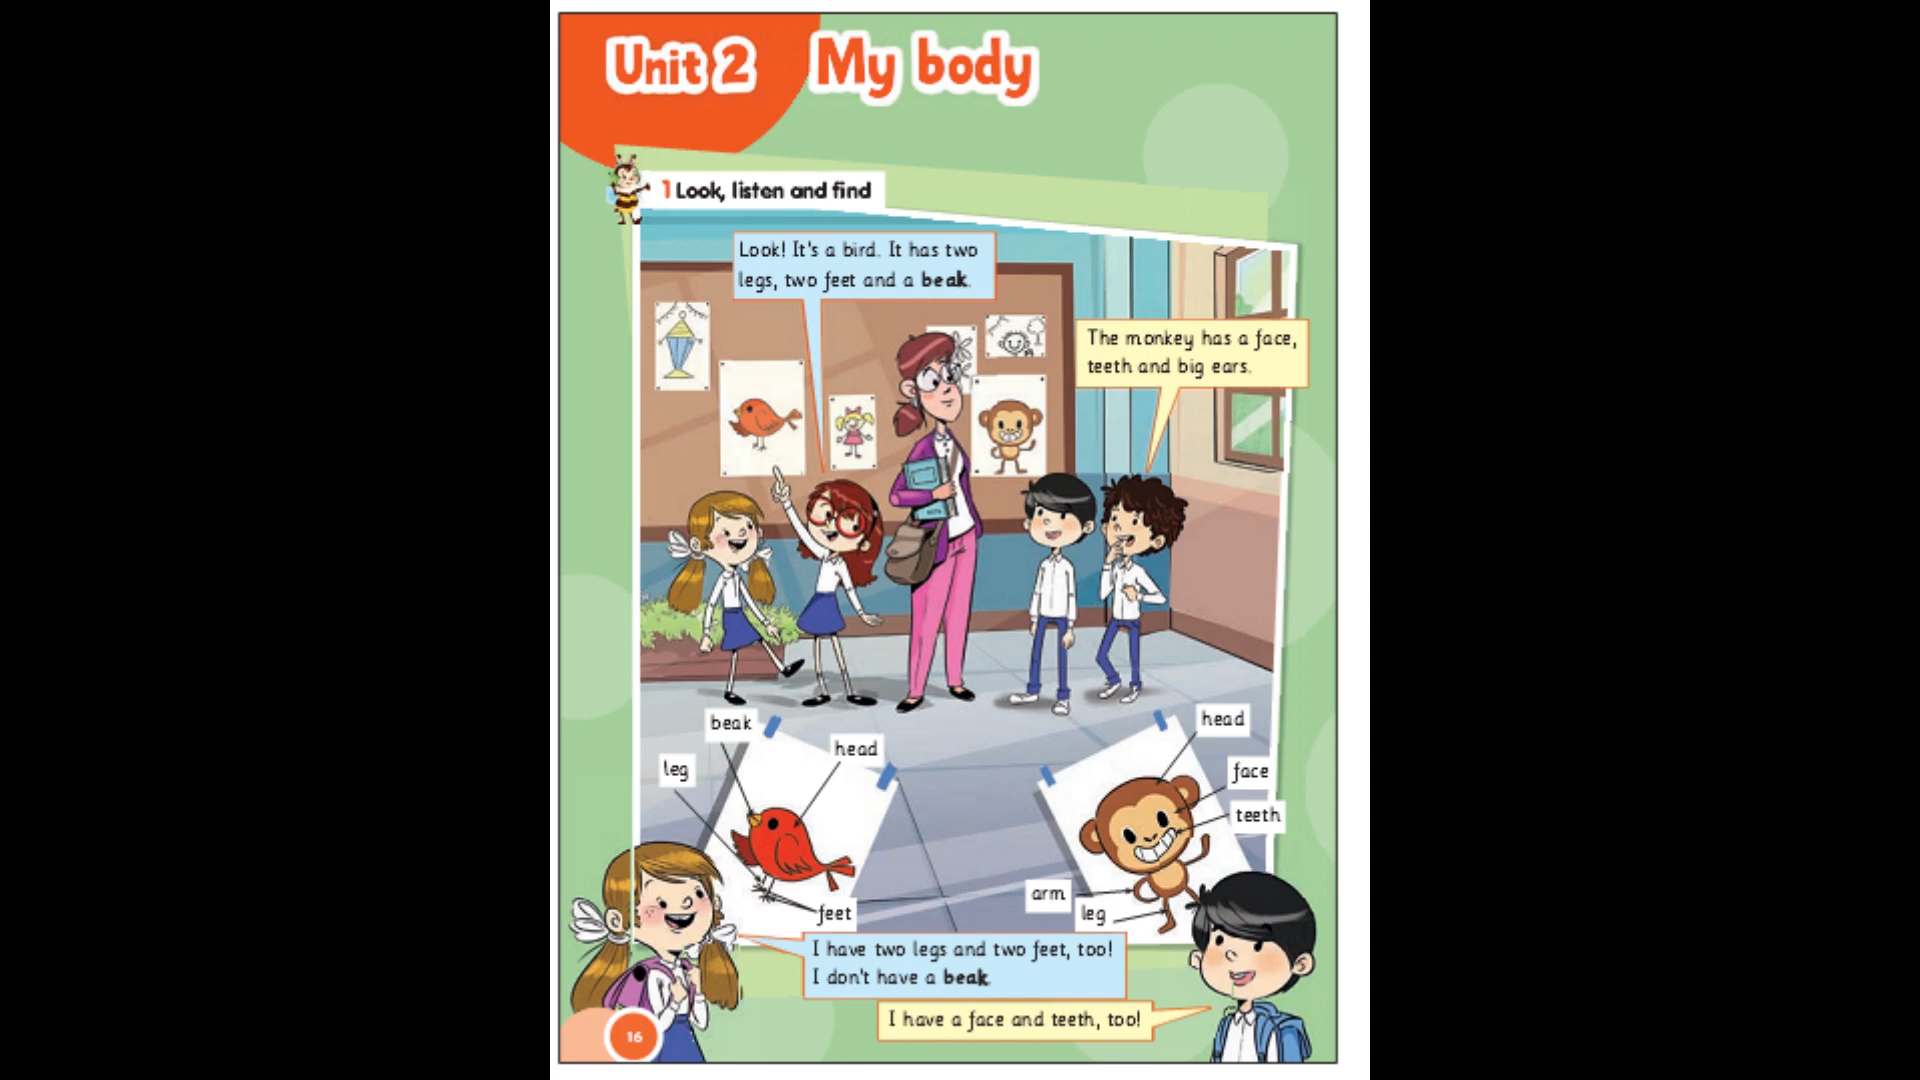 Unit 2 My body
1 Look, listen and find
Look! It's a bird. It has two
legs, two feet and a beak.
The monkey has a face,
teeth and big ears.
beak
head
leg
feet
head
face
teeth
arm
leg
I have two legs and two feet, too!
I don't have a beak.
I have a face and teeth, too!
16